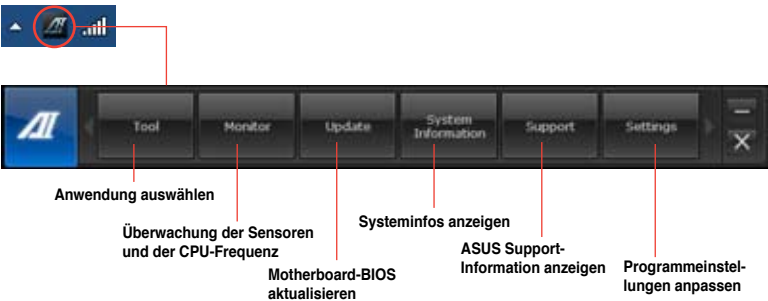 Tool
Monitor
Update
System
Information
Support
Settings
Anwendung auswählen
Überwachung der Sensoren
und der CPU-Frequenz
Motherboard-BIOS
aktualisieren
Systeminfos anzeigen
ASUS Support-
Information anzeigen
Programmeinstel-
lungen anpassen